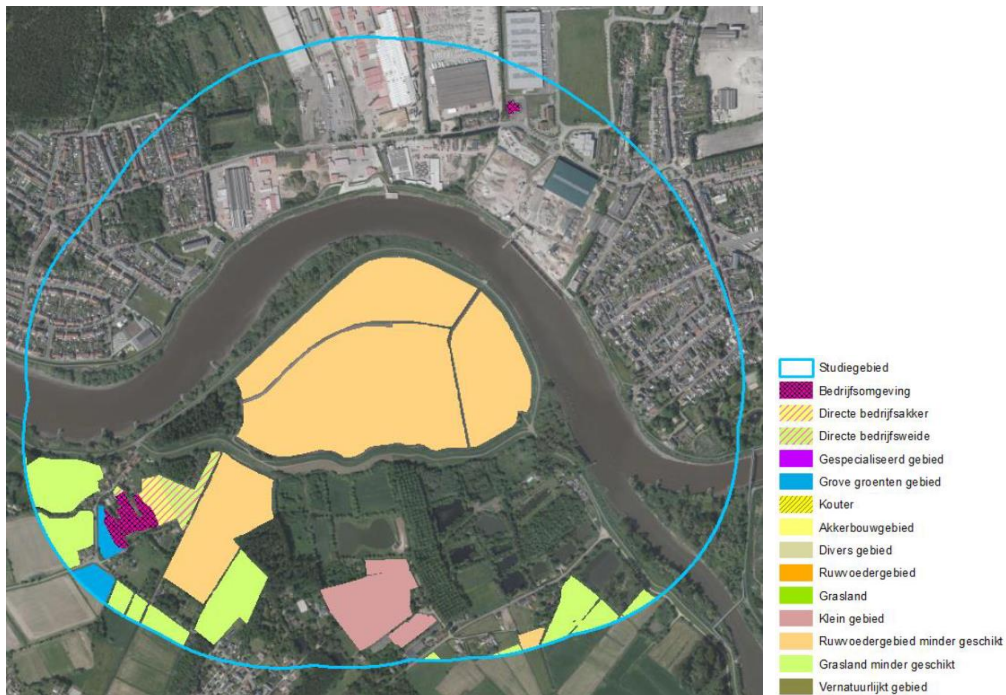 Studiegebied
Bedrijfsomgeving
Directe bedrijfsakker
Directe bedrijfsweide
Gespecialiseerd gebied
Grove groenten gebied
Kouter
Akkerbouwgebied
Divers gebied
Ruwvoedergebied
Grasland
Klein gebied
Ruwvoedergebied minder geschikt
Grasland minder geschikt
Vernatuurlijkt gebied